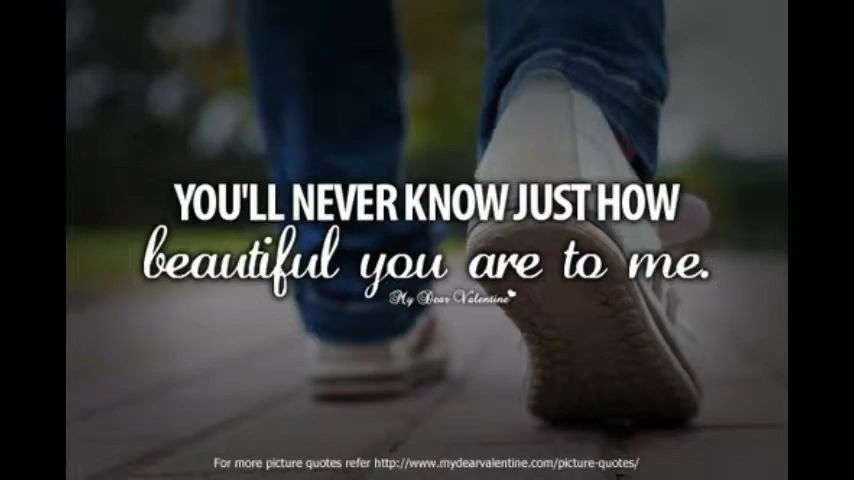 YOU'LL NEVER KNOW JUST HOW
beautiful you are to me.
My Dear Valentine
For more picture quotes refer http://www.mydearvalentine.com/picture-quotes/